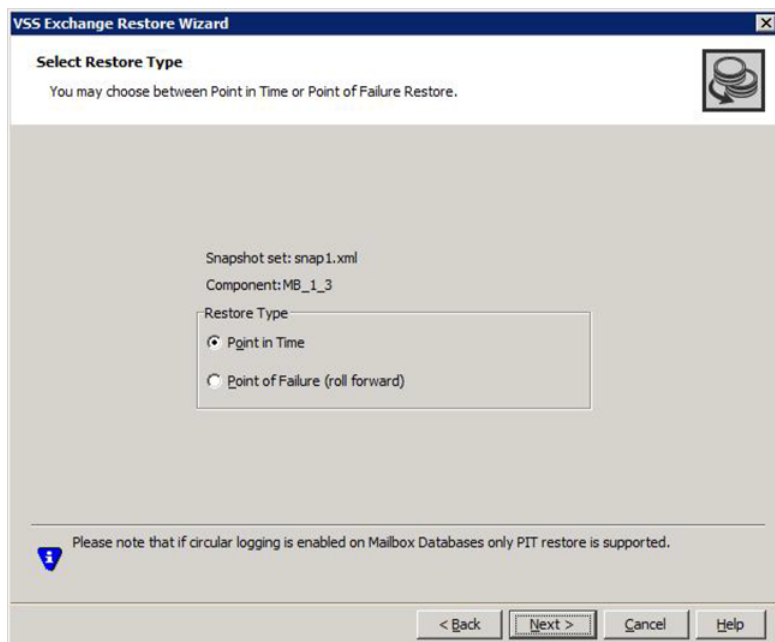 VSS Exchange Restore Wizard
Select Restore Type
You may choose between Point in Time or Point of Failure Restore.
Snapshot set: snap1.xml
Component:MB_1_3
Restore Type
Point in Time
Point of Failure (roll forward)
Please note that if circular logging is enabled on Mailbox Databases only PIT restore is supported.
< Back
Next >
Cancel
Help